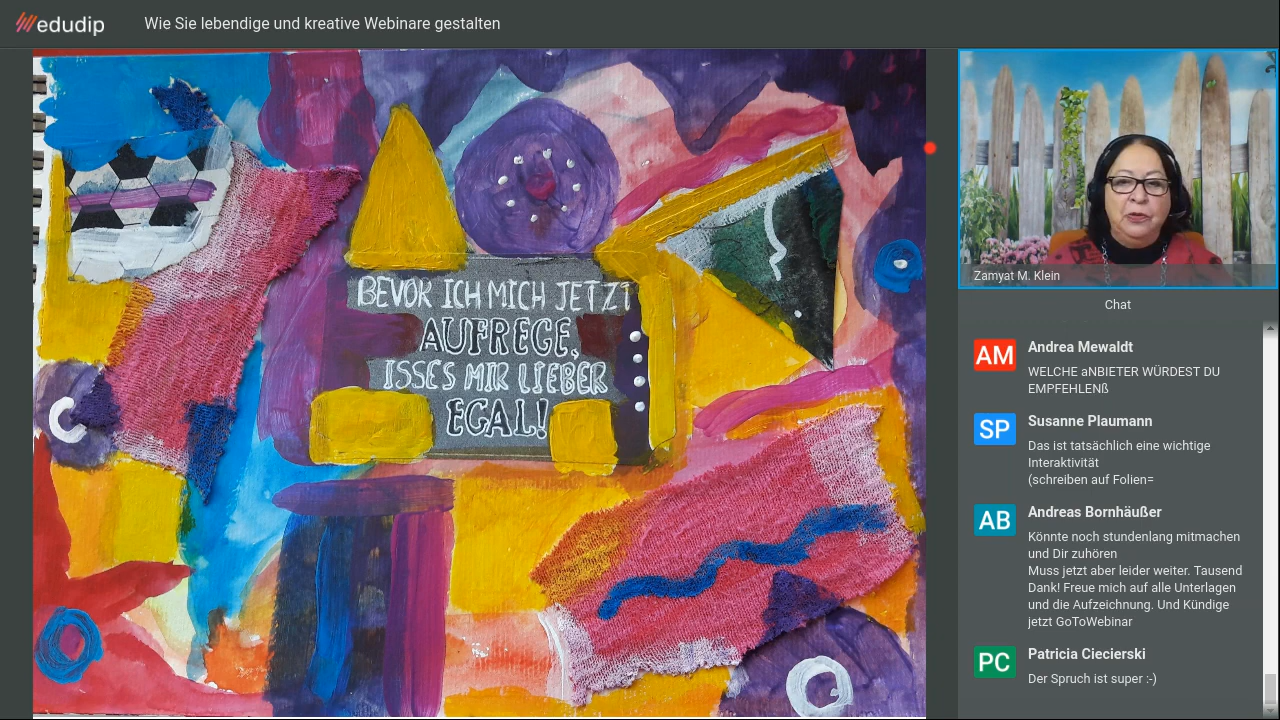 edudip
Wie Sie lebendige und kreative Webinare gestalten
BEVOR ICH MICH JETZT
AUFREGE,
ISSES MIR LIEBER
EGAL!
Zamyat M. Klein
Chat
AM
Andrea Mewaldt
WELCHE aNBIETER WÜRDEST DU
EMPFEHLENß
SP
Susanne Plaumann
Das ist tatsächlich eine wichtige
Interaktivität
(schreiben auf Folien=
AB
Andreas Bornhäußer
Könnte noch stundenlang mitmachen
und Dir zuhören
Muss jetzt aber leider weiter. Tausend
Dank! Freue mich auf alle Unterlagen
und die Aufzeichnung. Und Kündige
jetzt GoToWebinar
PC
Patricia Ciecierski
Der Spruch ist super :-)